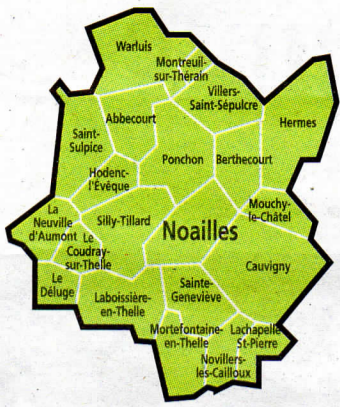 Warluis
Montreuil-
sur-Thérain
Villers-
Saint-Sépulcre
Hermes
Abbecourt
Saint-
Sulpice
Ponchon
Berthecourt
Hodenc-
l'Évêque
Mouchy-
le-Châtel
La
Neuville
d'Aumont
Silly-Tillard
Noailles
Le
Coudray-
sur-Thelle
Cauvigny
Le
Déluge
Laboissière-
en-Thelle
Sainte-
Geneviève
Mortefontaine-
en-Thelle
Lachapelle
St-Pierre
Novillers-
les-Cailloux